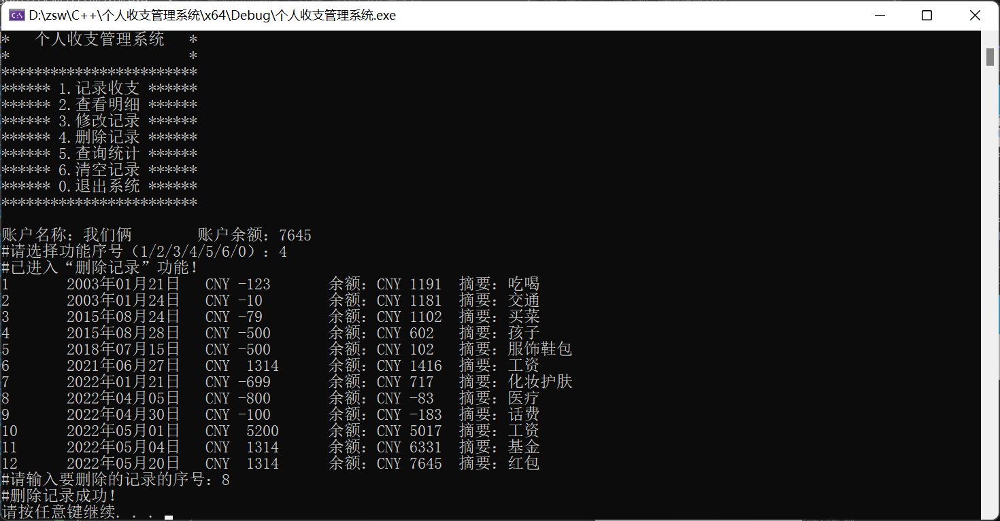 D:\zsw\C++\个人收支管理系统\x64\Debug\个人收支管理系统.exe
* 个人收支管理系统 *
* *
************************
****** 1.记录收支 ******
****** 2.查看明细 ******
****** 3.修改记录 ******
****** 4.删除记录 ******
****** 5.查询统计 ******
****** 6.清空记录 ******
****** 0.退出系统 ******
************************
账户名称：我们俩 账户余额：7645
#请选择功能序号（1/2/3/4/5/6/0）：4
#已进入“删除记录”功能！
1 2003年01月21日 CNY -123 余额：CNY 1191 摘要：吃喝
2 2003年01月24日 CNY -10 余额：CNY 1181 摘要：交通
3 2015年08月24日 CNY -79 余额：CNY 1102 摘要：买菜
4 2015年08月28日 CNY -500 余额：CNY 602 摘要：孩子
5 2018年07月15日 CNY -500 余额：CNY 102 摘要：服饰鞋包
6 2021年06月27日 CNY 1314 余额：CNY 1416 摘要：工资
7 2022年01月21日 CNY -699 余额：CNY 717 摘要：化妆护肤
8 2022年04月05日 CNY -800 余额：CNY -83 摘要：医疗
9 2022年04月30日 CNY -100 余额：CNY -183 摘要：话费
10 2022年05月01日 CNY 5200 余额：CNY 5017 摘要：工资
11 2022年05月04日 CNY 1314 余额：CNY 6331 摘要：基金
12 2022年05月20日 CNY 1314 余额：CNY 7645 摘要：红包
#请输入要删除的记录的序号：8
#删除记录成功！
请按任意键继续. . .